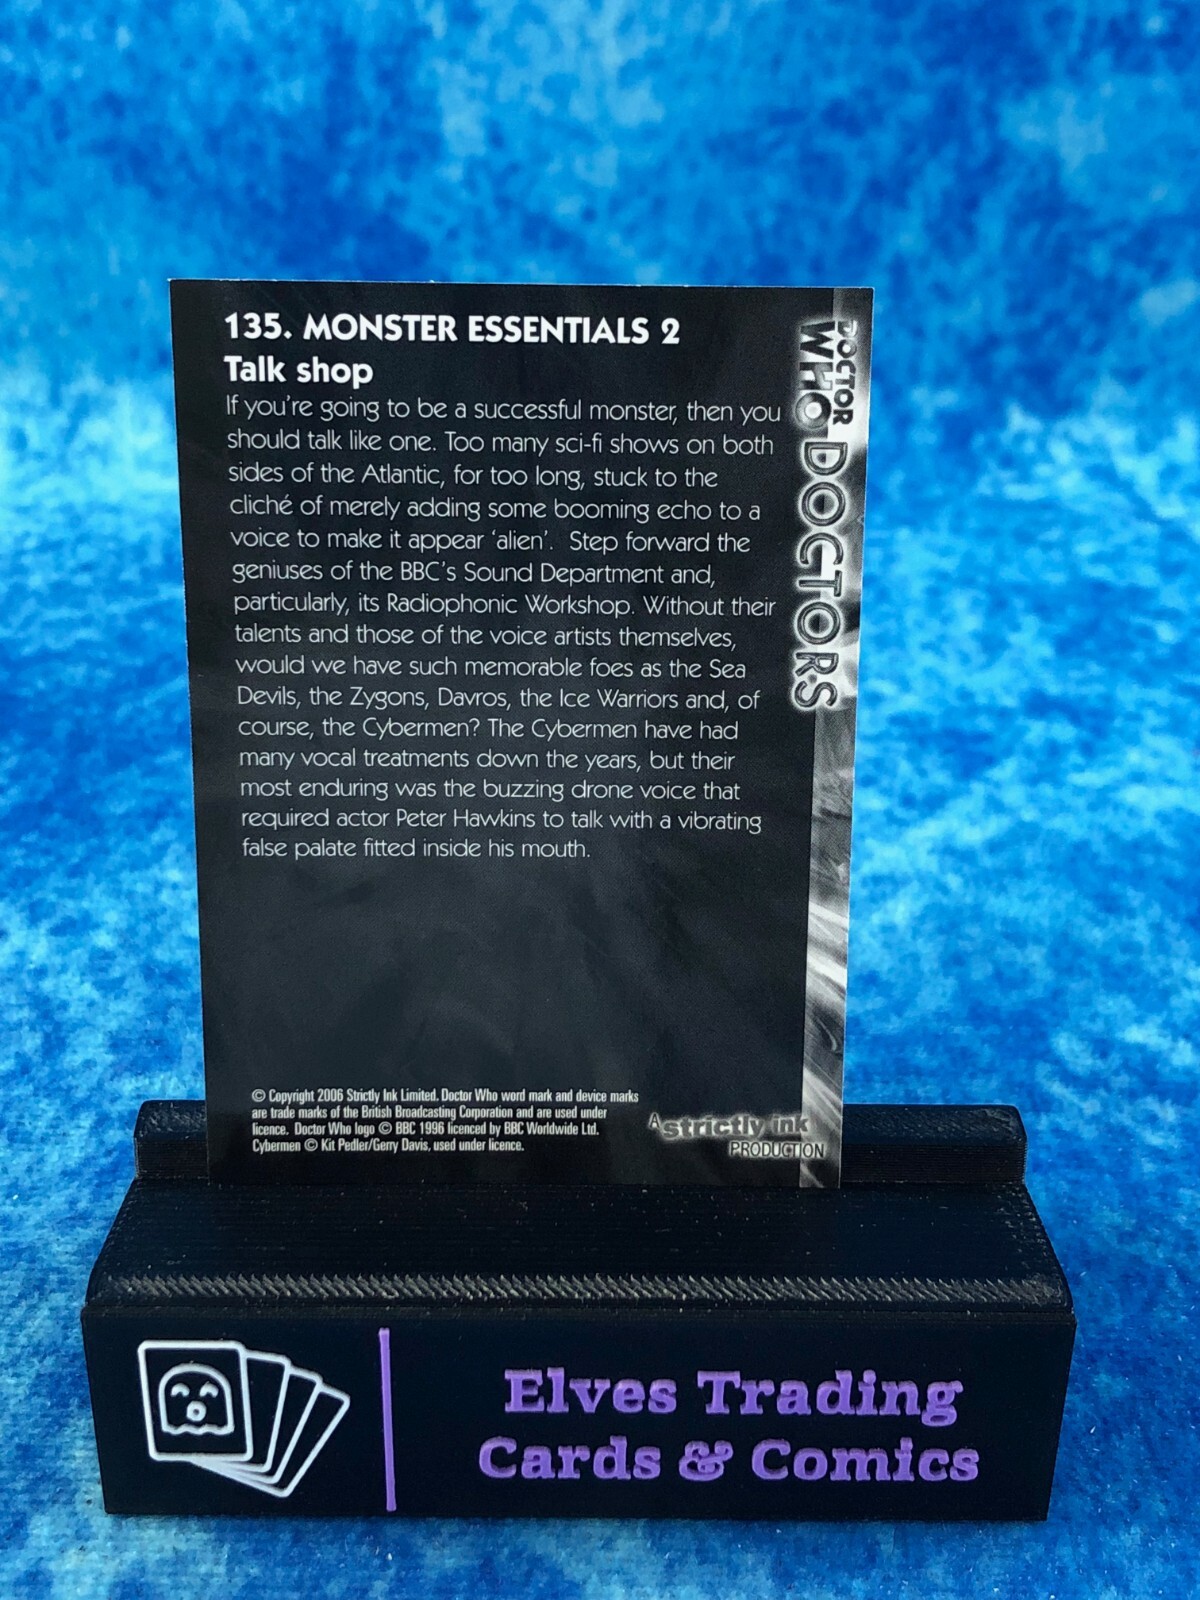 135. MONSTER ESSENTIALS 2
Talk shop
If you're going to be a successful monster, then you
should talk like one. Too many sci-fi shows on both
sides of the Atlantic, for too long, stuck to the
cliché of merely adding some booming echo to a
voice to make it appear 'alien'.  Step forward the
geniuses of the BBC's Sound Department and,
particularly, its Radiophonic Workshop. Without their
talents and those of the voice artists themselves,
would we have such memorable foes as the Sea
Devils, the Zygons, Davros, the Ice Warriors and, of
course, the Cybermen? The Cybermen have had
many vocal treatments down the years, but their
most enduring was the buzzing drone voice that
required actor Peter Hawkins to talk with a vibrating
false palate fitted inside his mouth.
DOCTOR
WHO
DOCTORS
© Copyright 2006 Strictly Ink Limited. Doctor Who word mark and device marks
are trade marks of the British Broadcasting Corporation and are used under
licence. Doctor Who logo © BBC 1996 licenced by BBC Worldwide Ltd.
Cybermen © Kit Pedler/Gerry Davis, used under licence.
A strictly ink
PRODUCTION
Elves Trading
Cards & Comics